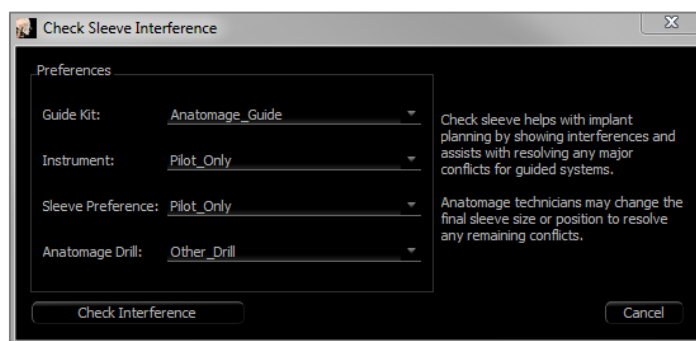 Check Sleeve Interference
Preferences
Guide Kit: Anatomage_Guide
Instrument: Pilot_Only
Sleeve Preference: Pilot_Only
Anatomage Drill: Other_Drill
Check sleeve helps with implant
planning by showing interferences and
assists with resolving any major
conflicts for guided systems.
Anatomage technicians may change the
final sleeve size or position to resolve
any remaining conflicts.
Check Interference
Cancel